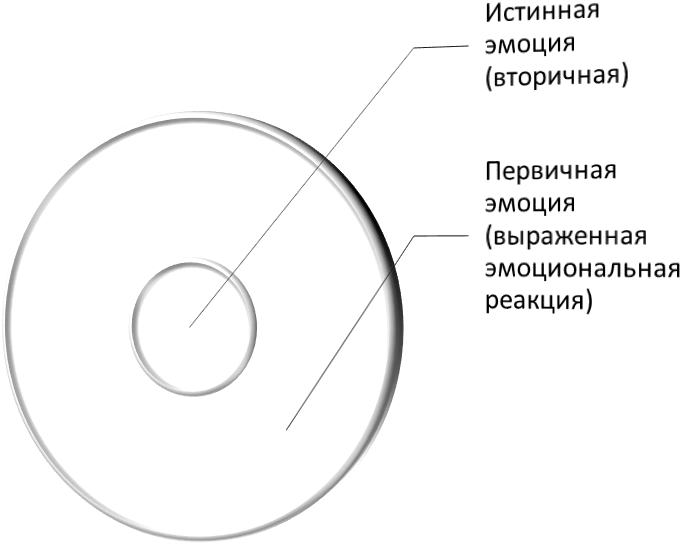 Истинная
эмоция
(вторичная)
Первичная
эмоция
(выраженная
эмоциональная
реакция)